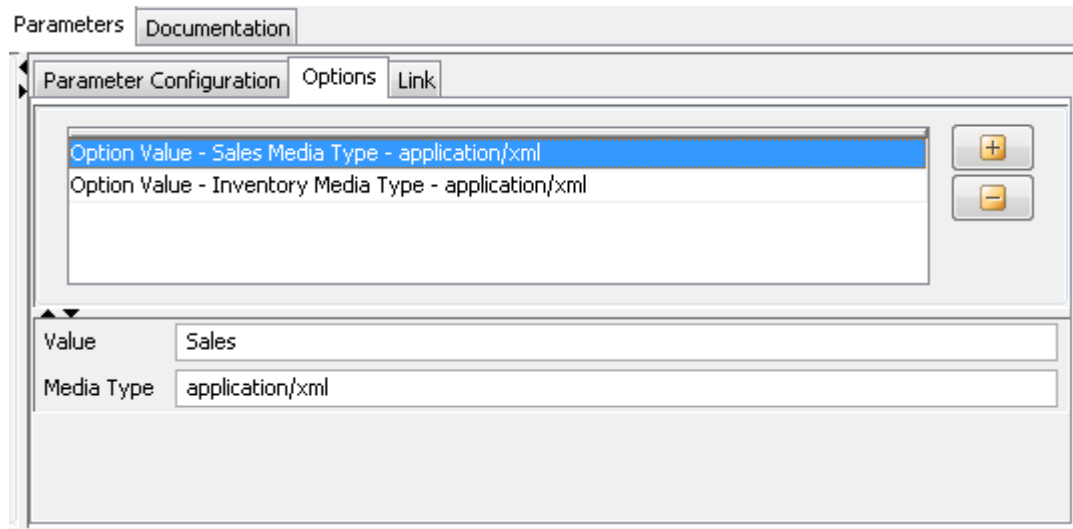 Parameters Documentation
Parameter Configuration Options Link
Option Value - Sales Media Type - application/xml
Option Value - Inventory Media Type - application/xml
Value Sales
Media Type application/xml